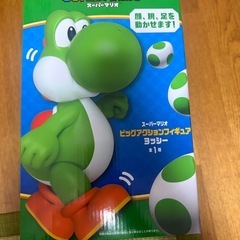 スーパーマリオ
顔、腕、足を
動かせます!
スーパーマリオ
ビッグアクションフィギュア
ヨッシー
全1種